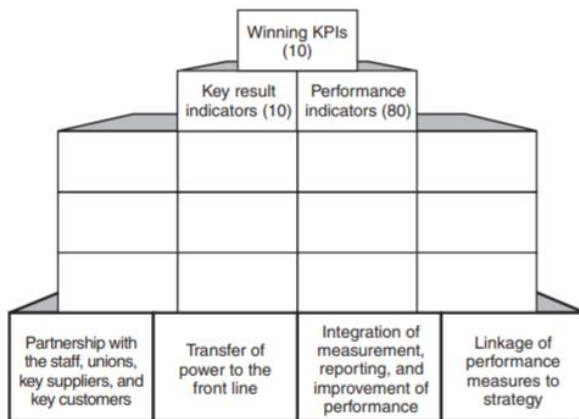 Winning KPIs
(10)
Key result
indicators (10)
Performance
indicators (80)
Partnership with
the staff, unions,
key suppliers, and
key customers
Transfer of
power to the
front line
Integration of
measurement,
reporting, and
improvement of
performance
Linkage of
performance
measures to
strategy